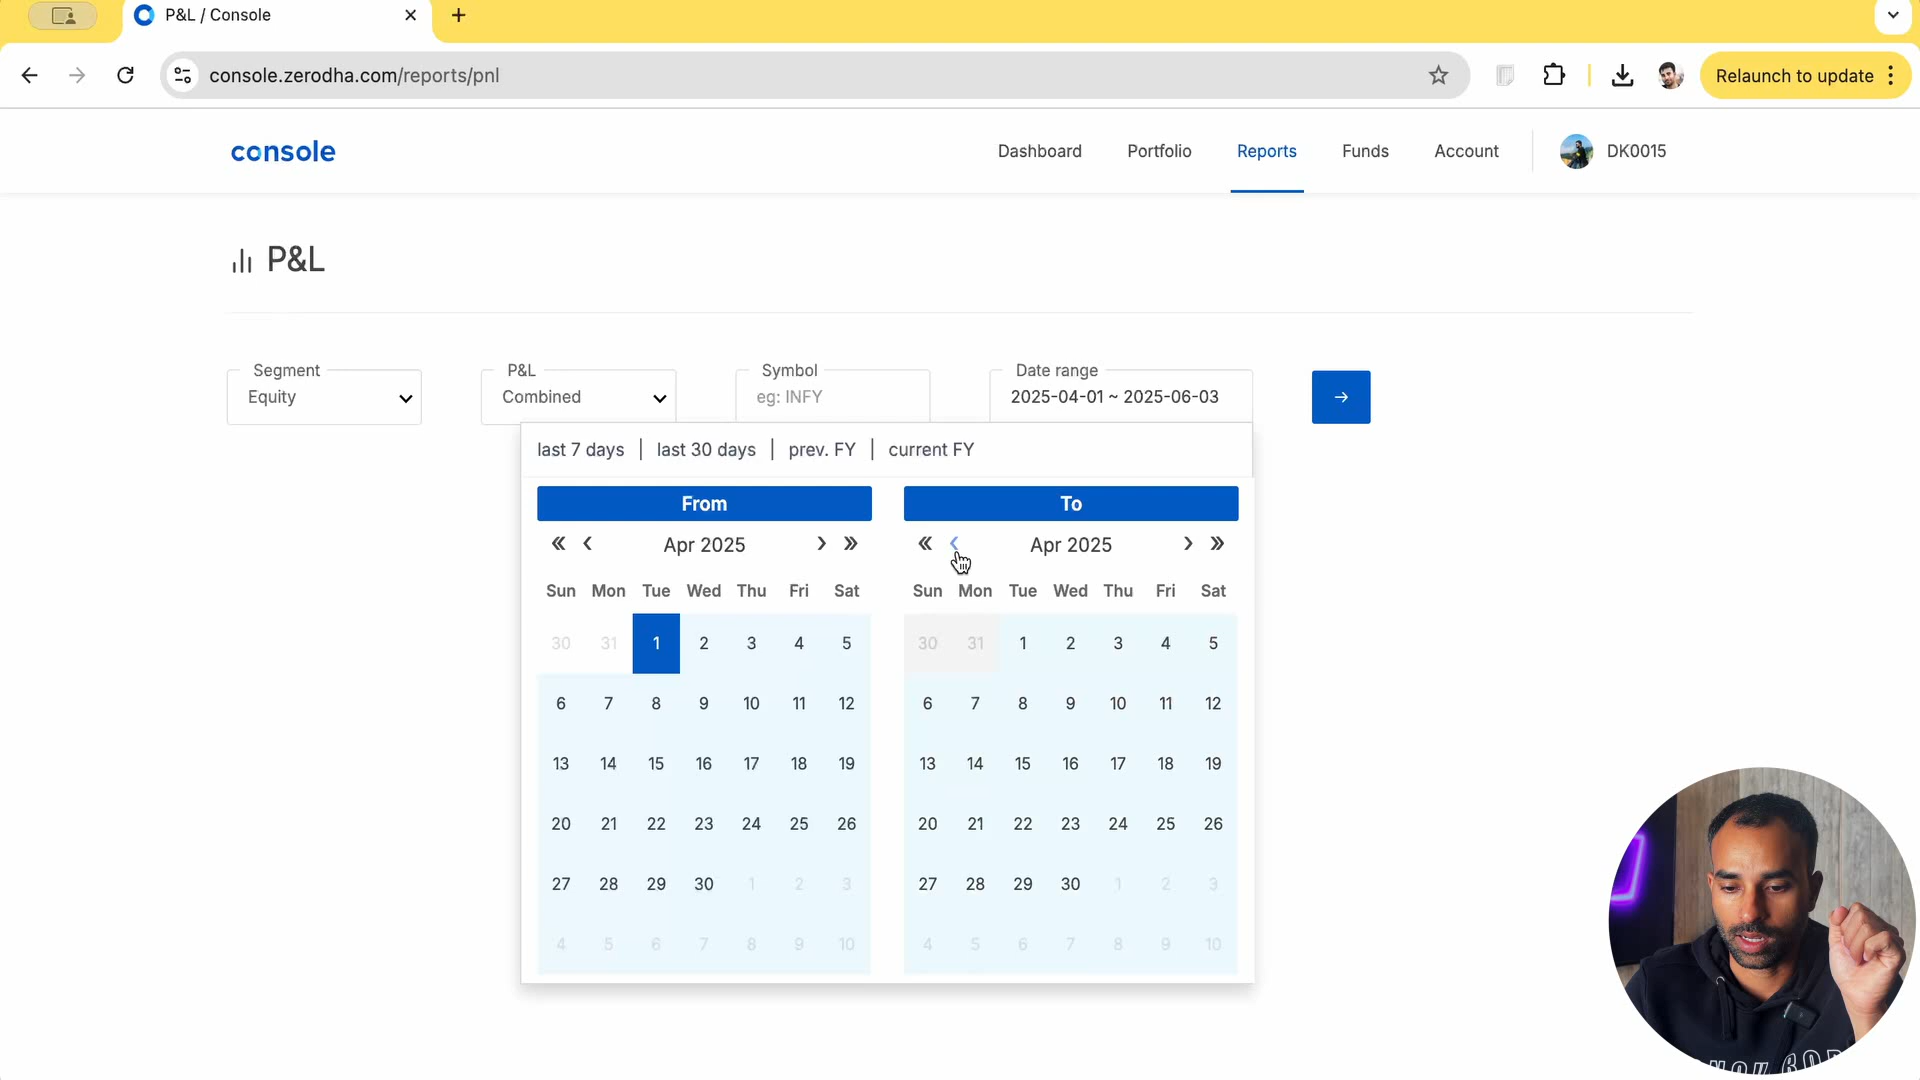 P&L / Console
console.zerodha.com/reports/pnl
Relaunch to update
console
Dashboard
Portfolio
Reports
Funds
Account
DK0015
P&L
Segment
P&L
Symbol
Date range
Equity
Combined
eg: INFY
2025-04-01 ~ 2025-06-03
last 7 days | last 30 days | prev. FY | current FY
From
« ‹ Apr 2025 › »
Sun Mon Tue Wed Thu Fri Sat
30 31 1 2 3 4 5
6 7 8 9 10 11 12
13 14 15 16 17 18 19
20 21 22 23 24 25 26
27 28 29 30 1 2 3
4 5 6 7 8 9 10
To
« ‹ Apr 2025 › »
Sun Mon Tue Wed Thu Fri Sat
30 31 1 2 3 4 5
6 7 8 9 10 11 12
13 14 15 16 17 18 19
20 21 22 23 24 25 26
27 28 29 30 1 2 3
4 5 6 7 8 9 10